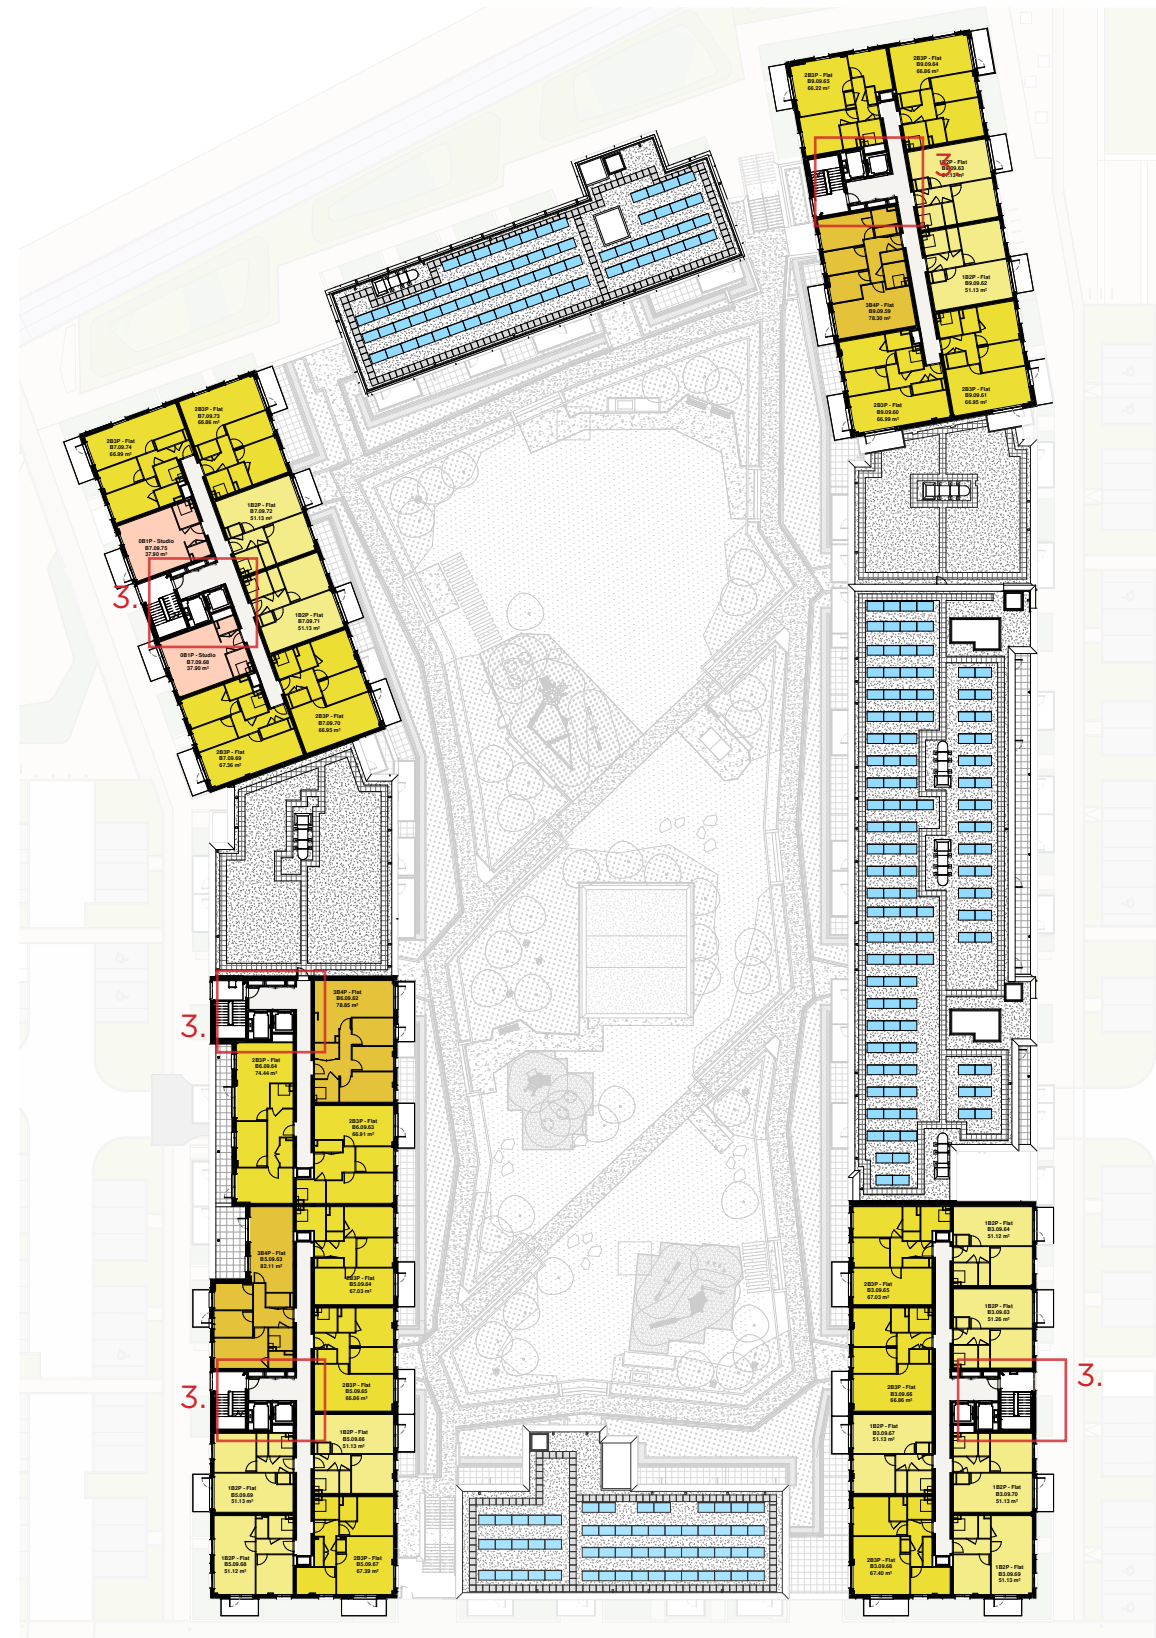 2B3P - Flat
B9.09.64
66.86 m²
2B3P - Flat
B9.09.65
66.22 m²
3.
1B2P - Flat
B9.09.63
51.13 m²
1B2P - Flat
B9.09.62
51.13 m²
3B4P - Flat
B9.09.59
78.30 m²
2B3P - Flat
B9.09.61
66.95 m²
2B3P - Flat
B9.09.60
66.99 m²
2B3P - Flat
B7.09.73
66.86 m²
2B3P - Flat
B7.09.74
66.99 m²
1B2P - Flat
B7.09.72
51.13 m²
0B1P - Studio
B7.09.75
37.90 m²
3.
1B2P - Flat
B7.09.71
51.13 m²
0B1P - Studio
B7.09.68
37.90 m²
2B3P - Flat
B7.09.70
66.95 m²
2B3P - Flat
B7.09.69
67.36 m²
3B4P - Flat
B6.09.62
78.85 m²
3.
2B3P - Flat
B6.09.64
74.44 m²
2B3P - Flat
B6.09.63
66.91 m²
3B4P - Flat
B5.09.63
82.11 m²
2B3P - Flat
B5.09.64
67.03 m²
2B3P - Flat
B5.09.65
66.86 m²
3.
1B2P - Flat
B5.09.66
51.13 m²
1B2P - Flat
B5.09.69
51.13 m²
1B2P - Flat
B5.09.68
51.12 m²
2B3P - Flat
B5.09.67
67.39 m²
1B2P - Flat
B3.09.64
51.12 m²
2B3P - Flat
B3.09.65
67.03 m²
1B2P - Flat
B3.09.63
51.26 m²
3.
2B3P - Flat
B3.09.66
66.86 m²
1B2P - Flat
B3.09.67
51.13 m²
1B2P - Flat
B3.09.70
51.13 m²
2B3P - Flat
B3.09.68
67.40 m²
1B2P - Flat
B3.09.69
51.13 m²